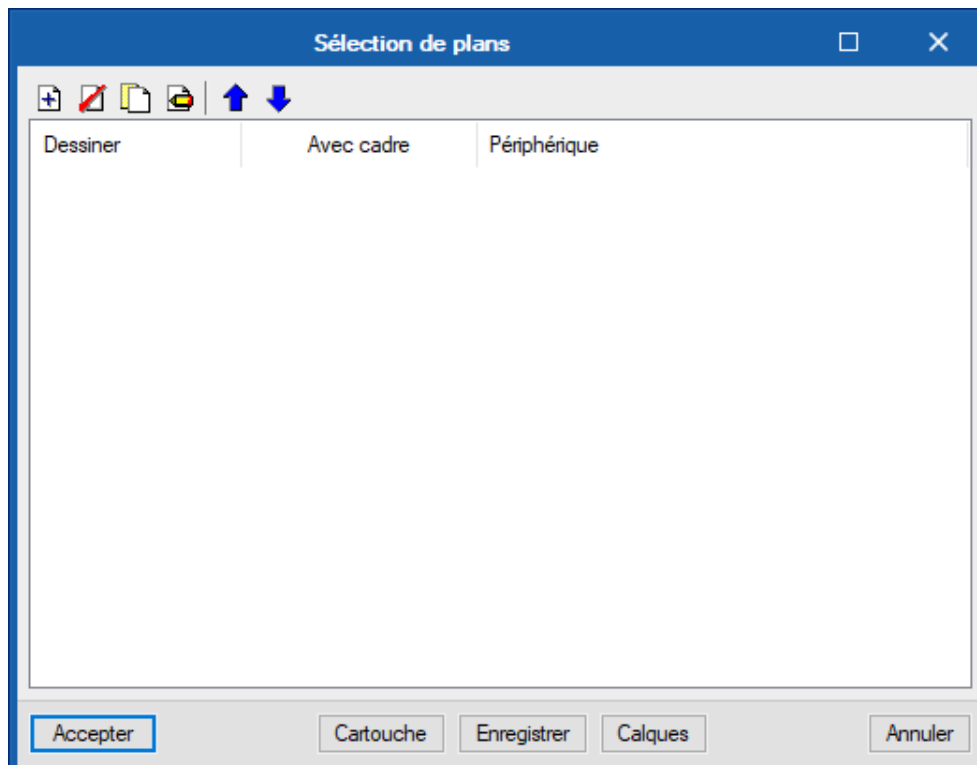 Sélection de plans
Dessiner Avec cadre Périphérique
Accepter Cartouche Enregistrer Calques Annuler